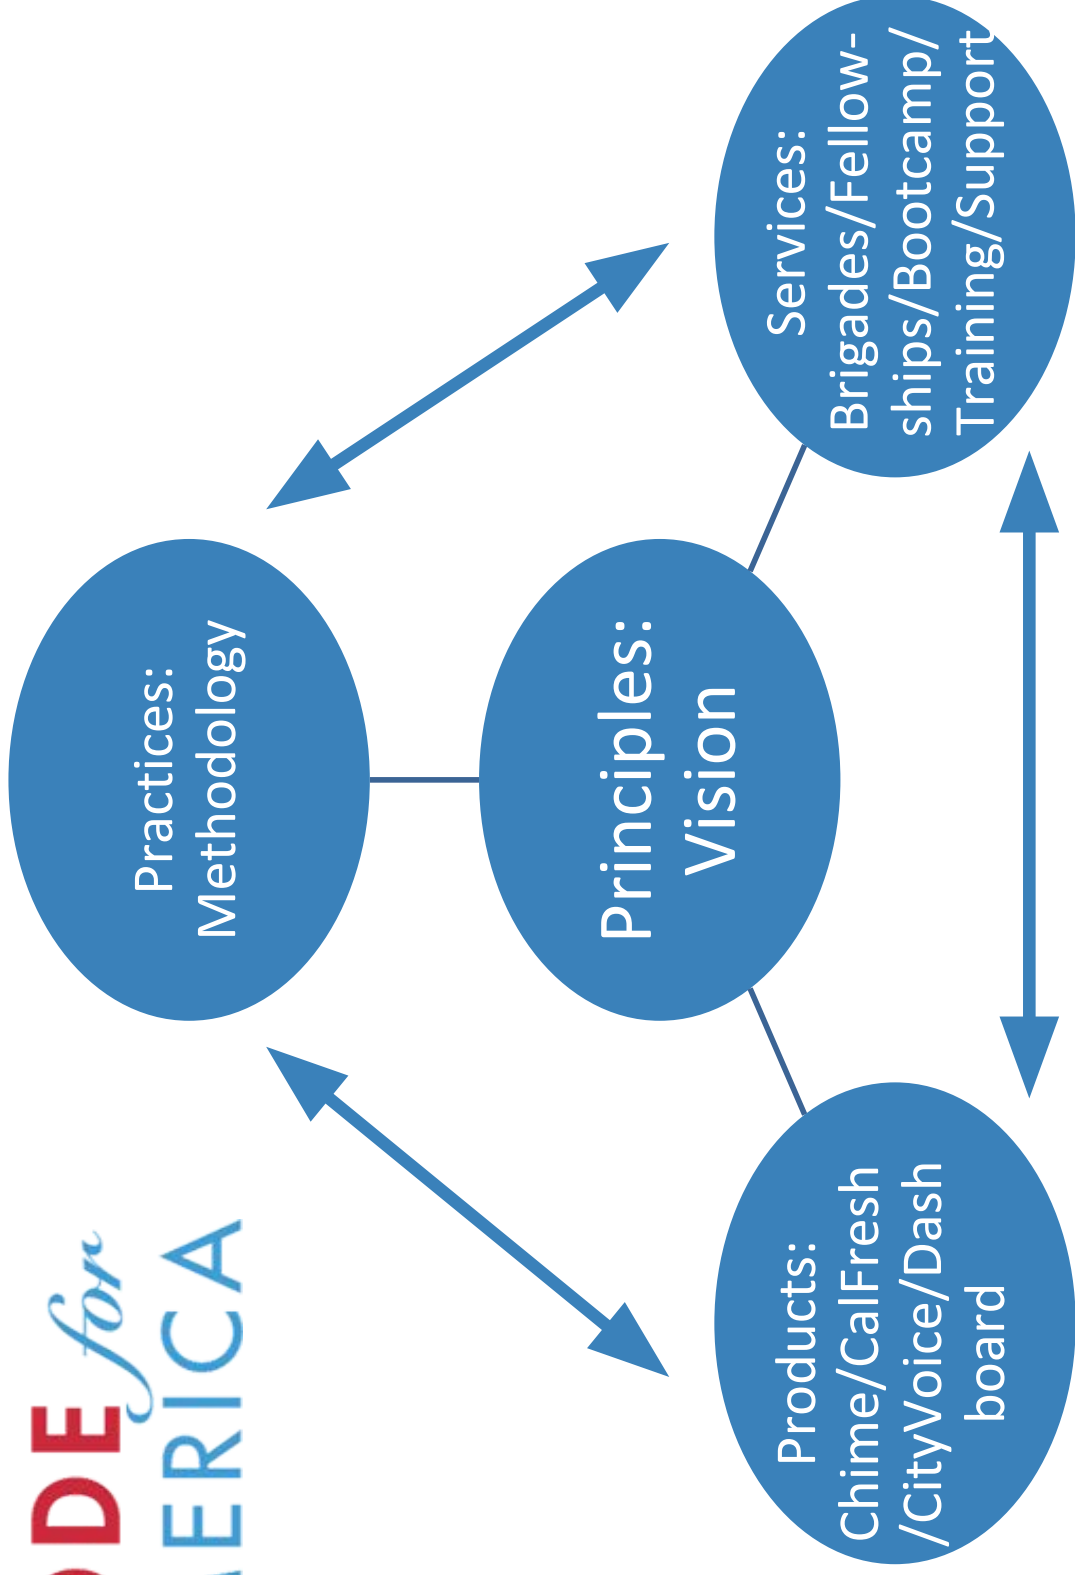 ODE for
ERICA
Practices:
Methodology
Principles:
Vision
Products:
Chime/CalFresh
/CityVoice/Dash
board
Services:
Brigades/Fellow-
ships/Bootcamp/
Training/Support